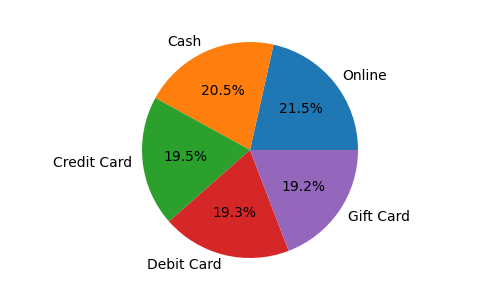 Cash
Online
20.5%
21.5%
Credit Card
19.5%
19.2%
19.3%
Gift Card
Debit Card